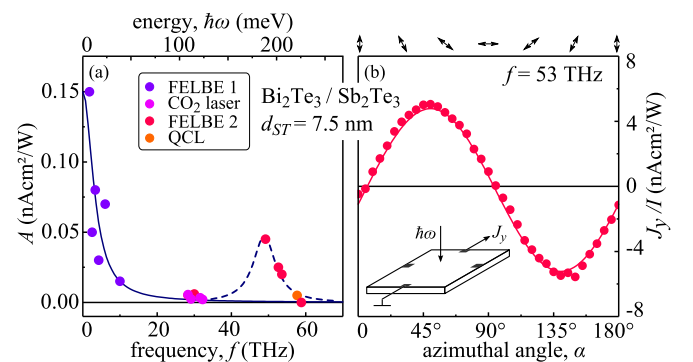 energy, ħω (meV)
0 100 200
(a)
FELBE 1
CO₂ laser
FELBE 2
QCL
Bi₂Te₃ / Sb₂Te₃
d_ST = 7.5 nm
A (nAcm²/W)
0.15
0.10
0.05
0.00
0 20 40 60
frequency, f (THz)
(b)
f = 53 THz
ħω
J_y
J_y /I (nA cm²/W)
8
4
0
-4
-8
0 45° 90° 135° 180°
azimuthal angle, α